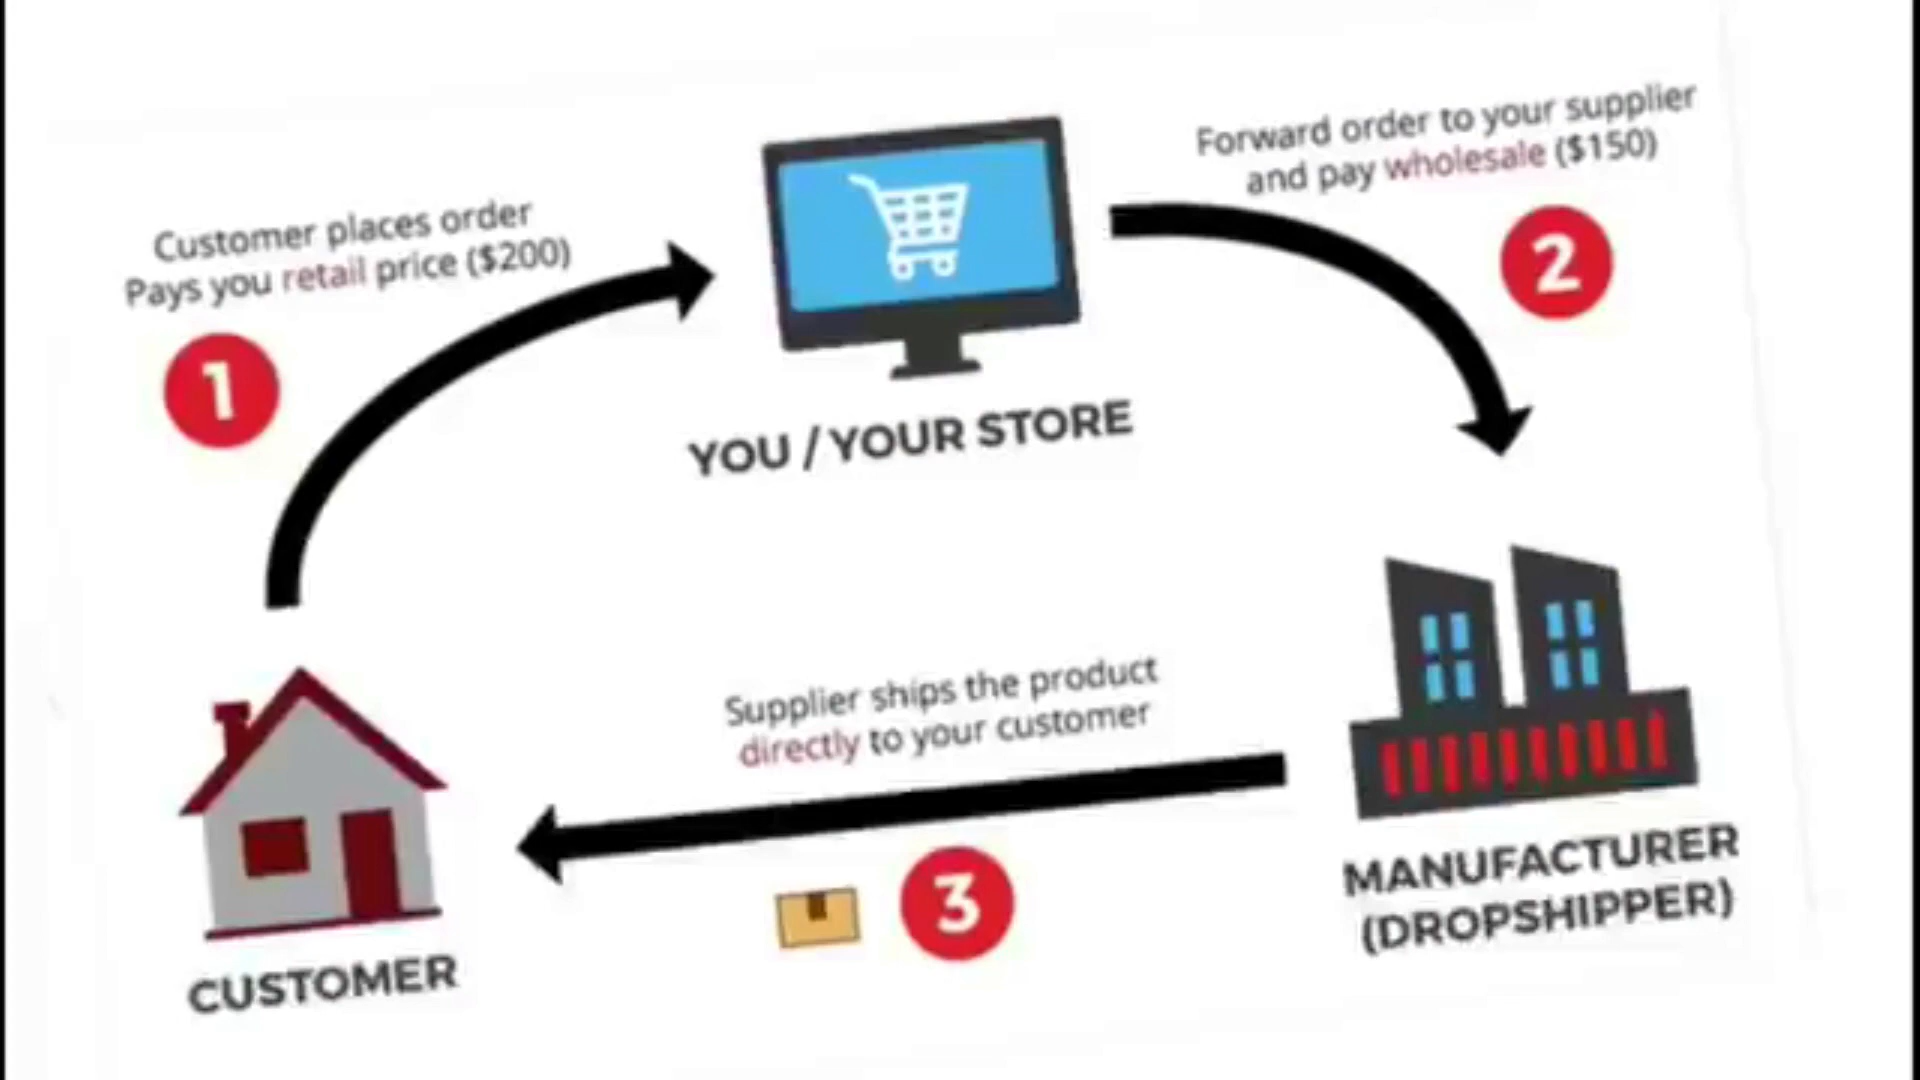 Customer places order
Pays you retail price ($200)
1
Forward order to your supplier
and pay wholesale ($150)
2
YOU / YOUR STORE
Supplier ships the product
directly to your customer
3
CUSTOMER
MANUFACTURER
(DROPSHIPPER)